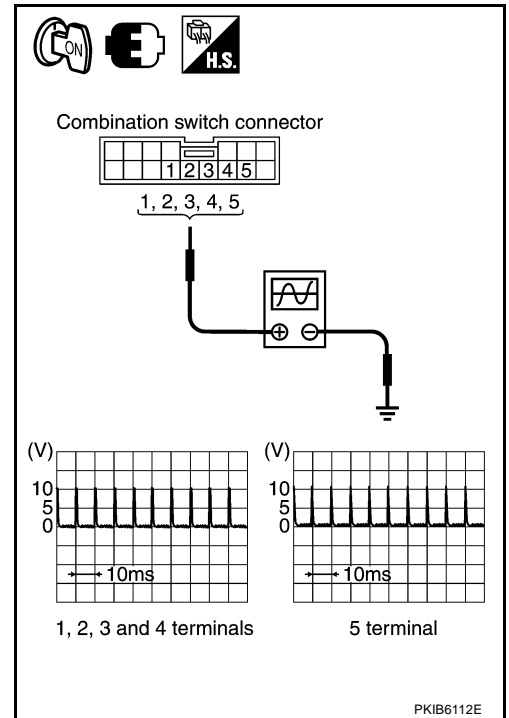 ON
H.S.
Combination switch connector
1 2 3 4 5
1, 2, 3, 4, 5
(V)
10
5
0
10ms
1, 2, 3 and 4 terminals
(V)
10
5
0
10ms
5 terminal
PKIB6112E